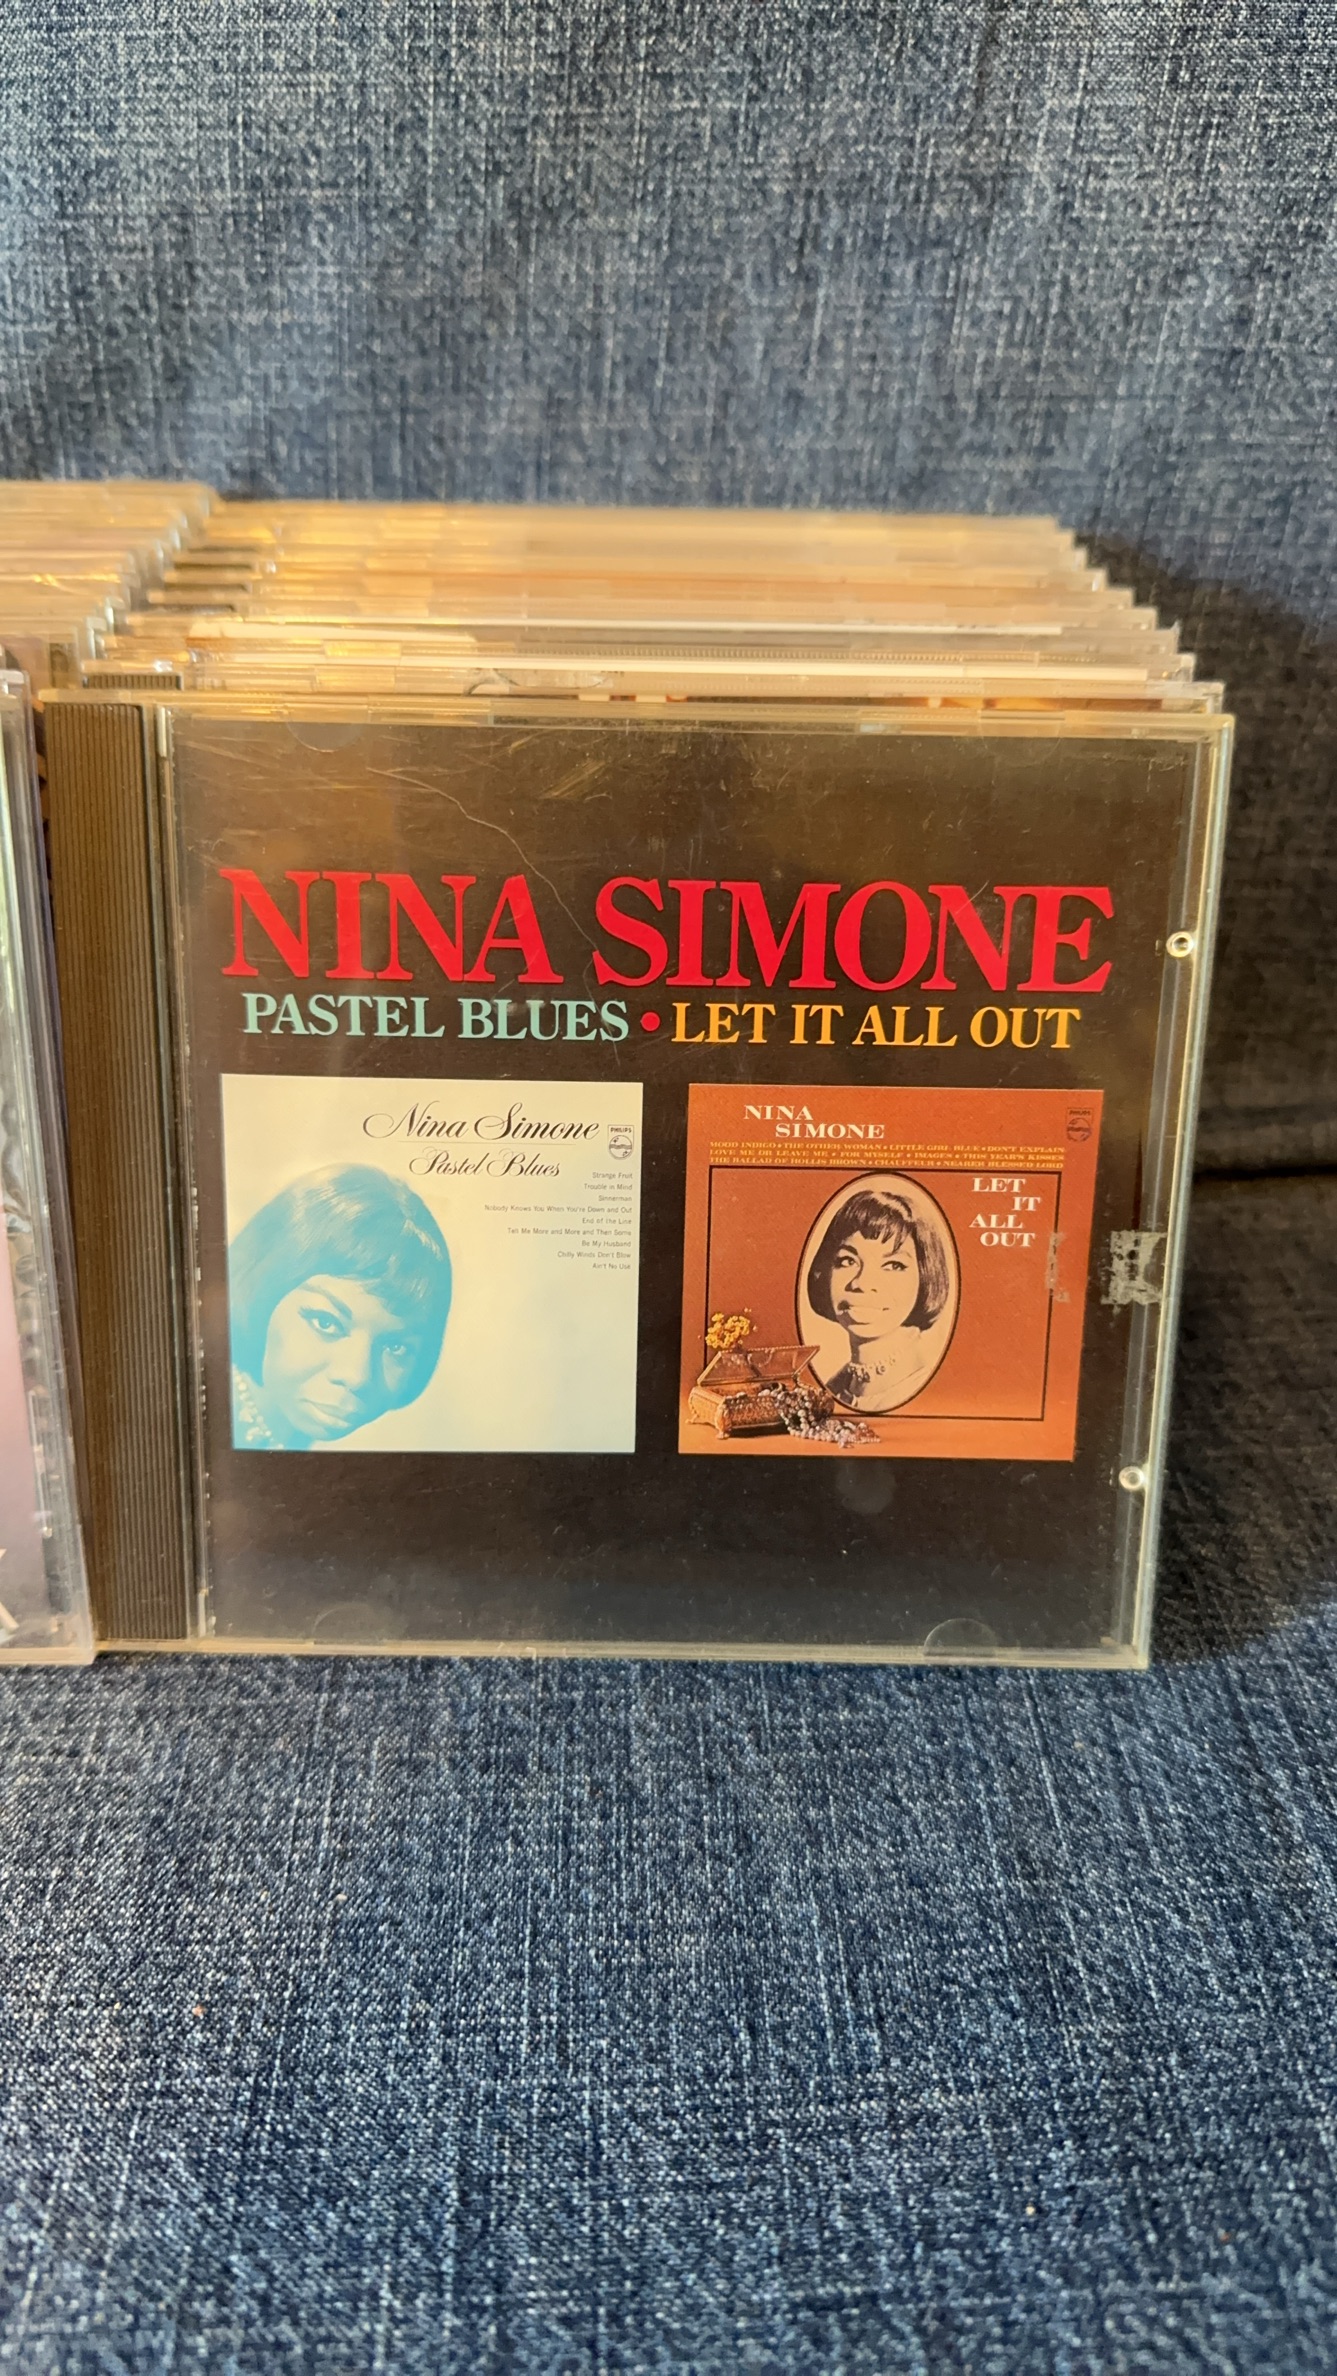 NINA SIMONE
PASTEL BLUES • LET IT ALL OUT
Nina Simone
PHILIPS
Pastel Blues
Strange Fruit
Trouble in Mind
Sinnerman
Nobody Knows You When You're Down and Out
End of the Line
Tell Me More and More and Then Some
Be My Husband
Chilly Winds Don't Blow
Ain't No Use
NINA
SIMONE
PHILIPS
MOOD INDIGO • THE OTHER WOMAN • LITTLE GIRL BLUE • DON'T EXPLAIN
LOVE ME OR LEAVE ME • FOR MYSELF • IMAGES • THIS YEAR'S KISSES
THE BALLAD OF HOLLIS BROWN • CHAUFFEUR • NEARER BLESSED LORD
LET
IT
ALL
OUT